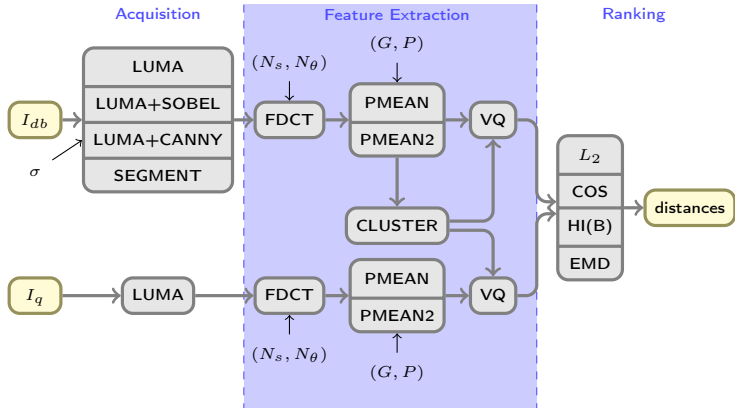 Acquisition
Feature Extraction
Ranking
(G, P)
(N_s, N_θ)
LUMA
LUMA+SOBEL
LUMA+CANNY
SEGMENT
I_db
σ
FDCT
PMEAN
PMEAN2
VQ
CLUSTER
L_2
COS
HI(B)
EMD
distances
I_q
LUMA
FDCT
PMEAN
PMEAN2
VQ
(N_s, N_θ)
(G, P)